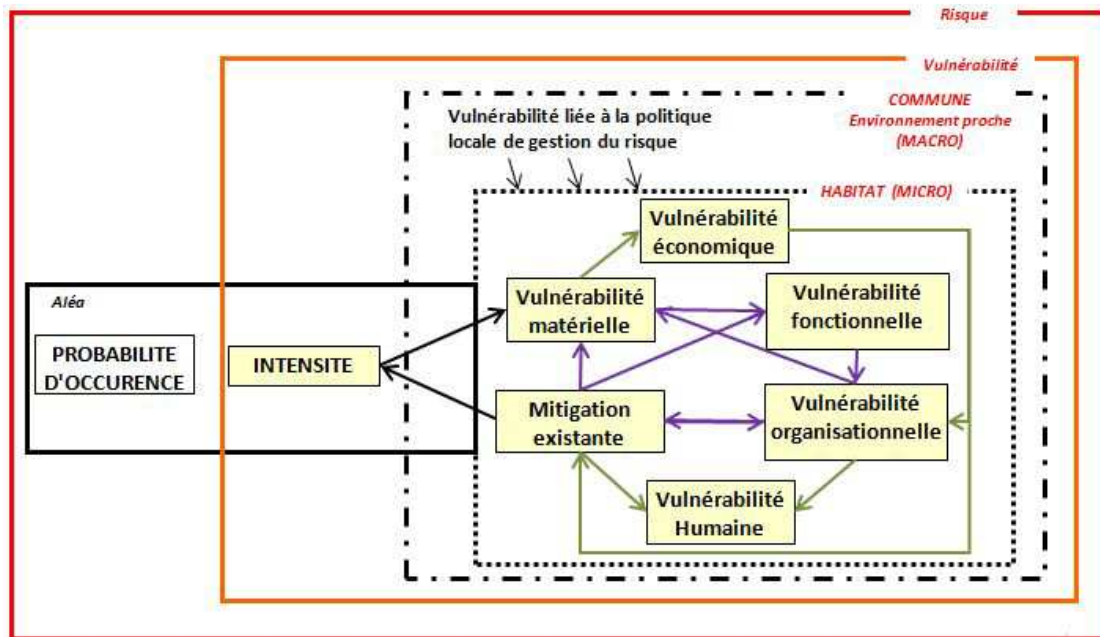 Risque
Vulnérabilité
COMMUNE
Environnement proche
(MACRO)
Vulnérabilité liée à la politique
locale de gestion du risque
HABITAT (MICRO)
Vulnérabilité
économique
Aléa
Vulnérabilité
matérielle
Vulnérabilité
fonctionnelle
PROBABILITE
D'OCCURENCE
INTENSITE
Mitigation
existante
Vulnérabilité
organisationnelle
Vulnérabilité
Humaine